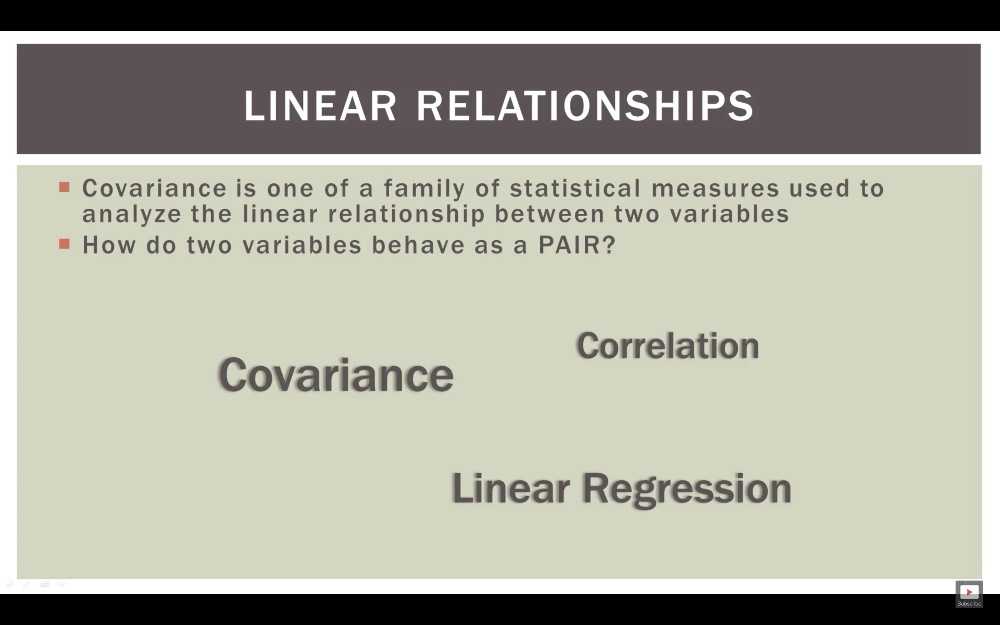 LINEAR RELATIONSHIPS
Covariance is one of a family of statistical measures used to
analyze the linear relationship between two variables
How do two variables behave as a PAIR?
Correlation
Covariance
Linear Regression
Subscribe